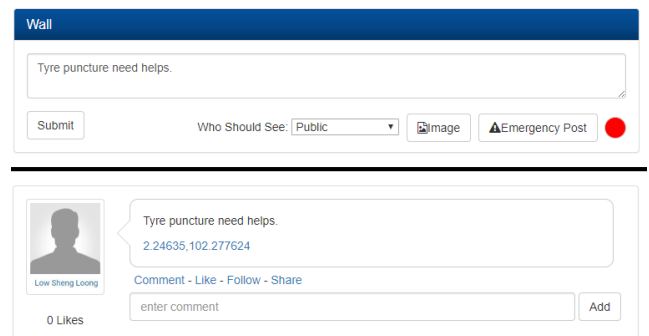 Wall
Tyre puncture need helps.
Submit Who Should See: Public Image Emergency Post
Tyre puncture need helps.
2.24635,102.277624
Low Sheng Loong
Comment - Like - Follow - Share
enter comment Add
0 Likes